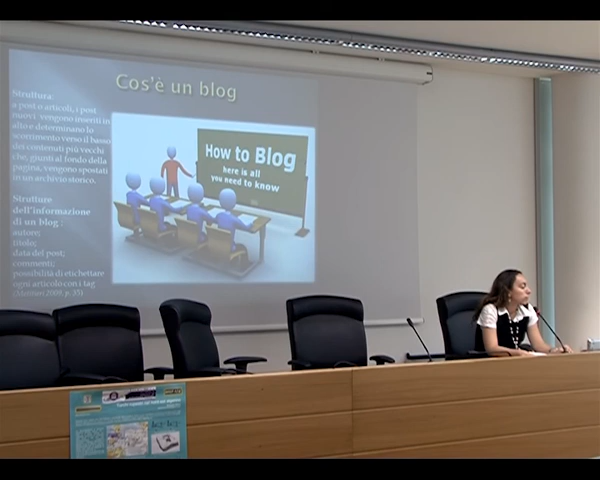 Cos'è un blog
Struttura:
a post o articoli, i post
nuovi vengono inseriti in
alto e determinano lo
scorrimento verso il basso
dei contenuti più vecchi
che, giunti al fondo della
pagina, vengono spostati
in un archivio storico.
Strutture
dell'informazione
di un blog :
autore;
titolo;
data del post;
commenti;
possibilità di etichettare
ogni articolo con i tag
2009, p. 35)
How to Blog
here is all
you need to know